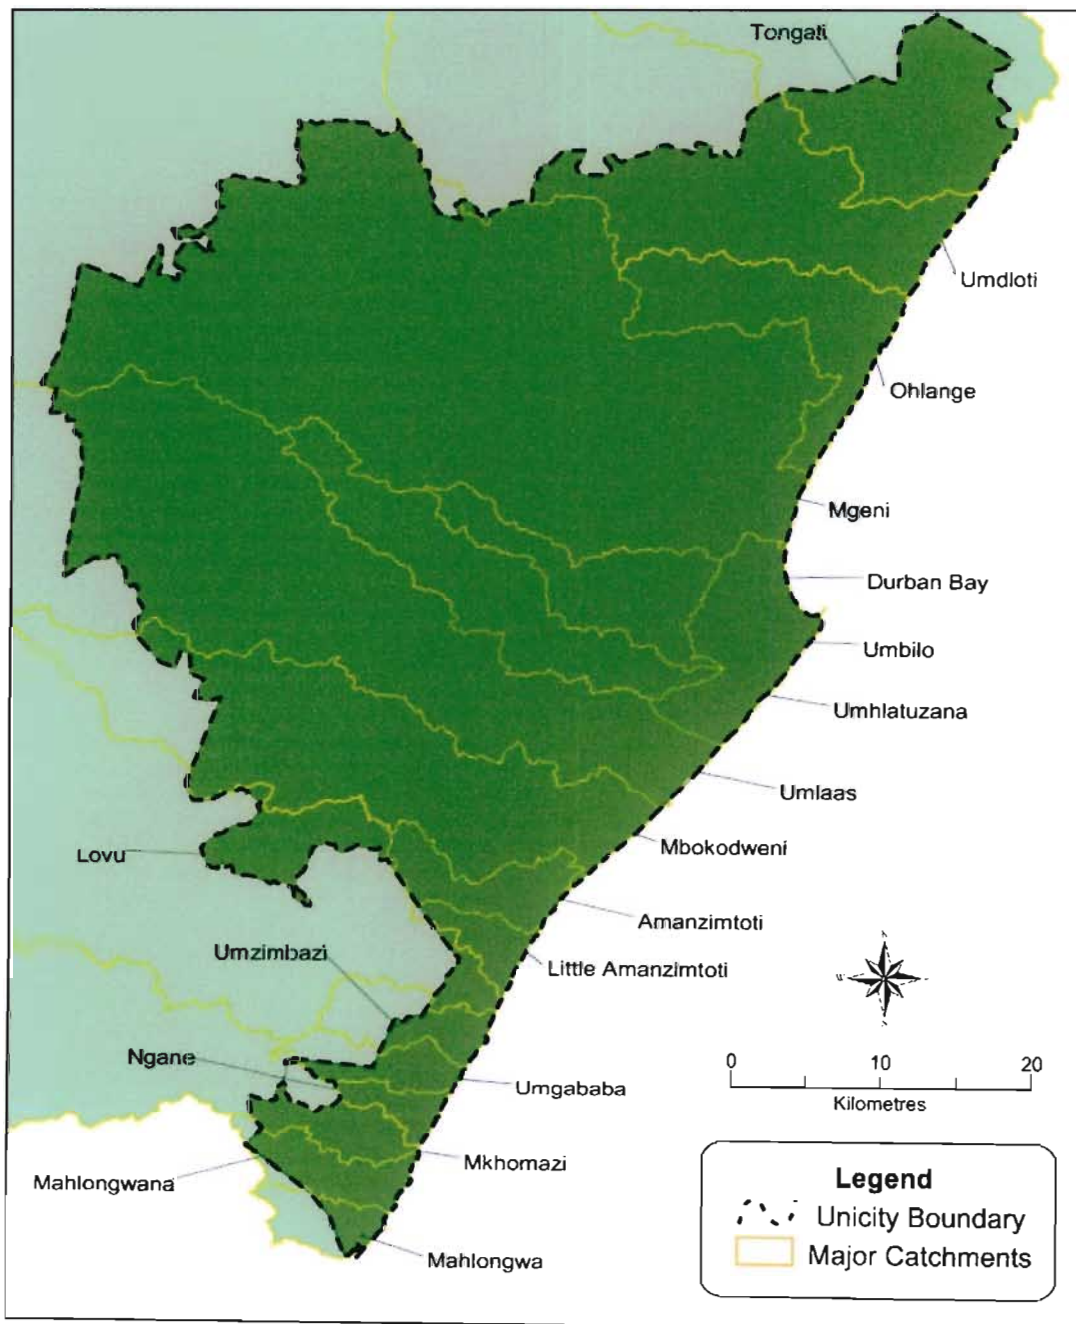 Tongati
Umdloti
Ohlange
Mgeni
Durban Bay
Umbilo
Umhlatuzana
Umlaas
Mbokodweni
Lovu
Amanzimtoti
Umzimbazi
Little Amanzimtoti
Ngane
Umgababa
0 10 20
Kilometres
Mkhomazi
Mahlongwana
Mahlongwa
Legend
Unicity Boundary
Major Catchments